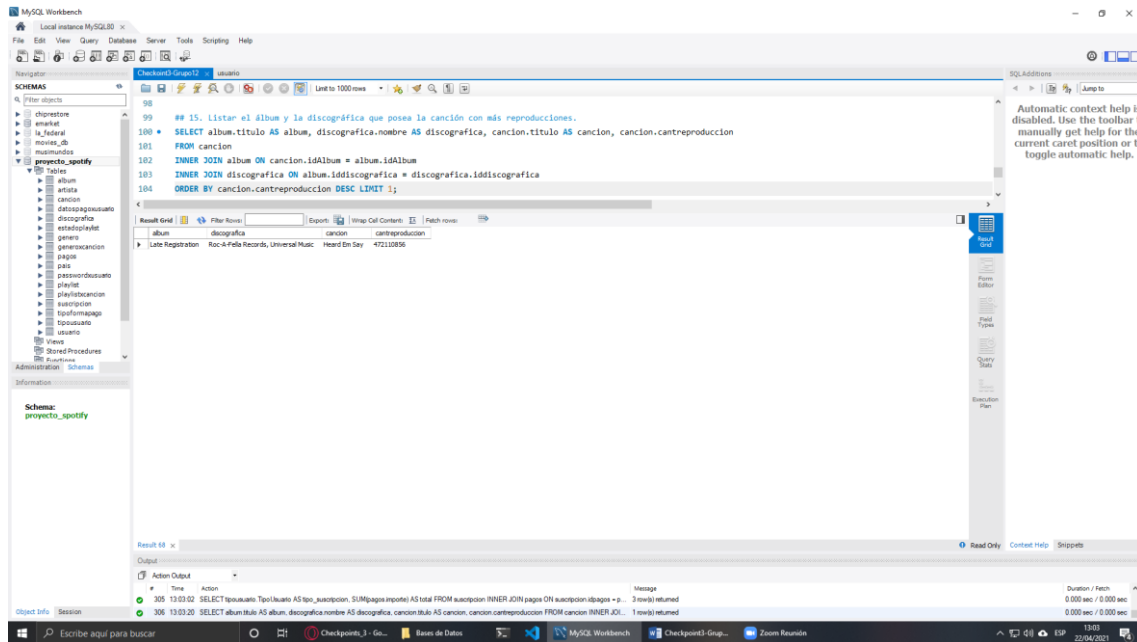 MySQL Workbench
Local instance MySQL80 ×
File Edit View Query Database Server Tools Scripting Help
Navigator
SCHEMAS
Filter objects
chiprestore
emarket
la_federal
movies_db
musimundos
proyecto_spotify
Tables
album
artista
cancion
datospagoxusuario
discografica
estadoplaylist
genero
generoxcancion
pagos
pais
passwordxusuario
playlist
playlistxcancion
suscripcion
tipoformapago
tipousuario
usuario
Views
Stored Procedures
Functions
Administration Schemas
Information
Schema:
proyecto_spotify
Object Info Session
Checkoint3-Grupo12 × usuario
Limit to 1000 rows
98
99 ## 15. Listar el álbum y la discográfica que posea la canción con más reproducciones.
100 SELECT album.titulo AS album, discografica.nombre AS discografica, cancion.titulo AS cancion, cancion.cantreproduccion
101 FROM cancion
102 INNER JOIN album ON cancion.idAlbum = album.idAlbum
103 INNER JOIN discografica ON album.iddiscografica = discografica.iddiscografica
104 ORDER BY cancion.cantreproduccion DESC LIMIT 1;
Result Grid Filter Rows: Export: Wrap Cell Content: Fetch rows:
album discografica cancion cantreproduccion
Late Registration Roc-A-Fella Records, Universal Music Heard Em Say 472110856
Result Grid
Form Editor
Field Types
Query Stats
Execution Plan
Result 68 × Read Only
Output
Action Output
# Time Action Message Duration / Fetch
305 13:03:02 SELECT tipousuario.TipoUsuario AS tipo_suscripcion, SUM(pagos.importe) AS total FROM suscripcion INNER JOIN pagos ON suscripcion.idpagos = p... 3 row(s) returned 0.000 sec / 0.000 sec
306 13:03:20 SELECT album.titulo AS album, discografica.nombre AS discografica, cancion.titulo AS cancion, cancion.cantreproduccion FROM cancion INNER JOI... 1 row(s) returned 0.000 sec / 0.000 sec
SQLAdditions
Jump to
Automatic context help is
disabled. Use the toolbar
manually get help for the
current caret position or
toggle automatic help.
Context Help Snippets
Escribe aquí para buscar
Checkpoints_3 - Go...
Bases de Datos
MySQL Workbench
Checkpoint3-Grup...
Zoom Reunión
ESP
13:03
22/04/2021